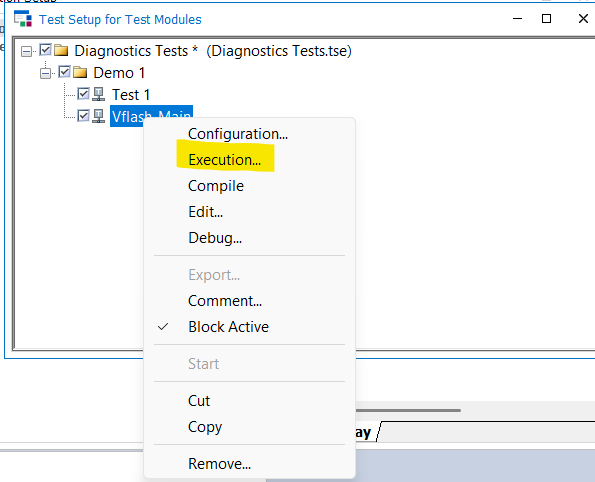 Test Setup for Test Modules
Diagnostics Tests * (Diagnostics Tests.tse)
Demo 1
Test 1
Vflash_Main
Configuration...
Execution...
Compile
Edit...
Debug...
Export...
Comment...
Block Active
Start
Cut
Copy
Remove...